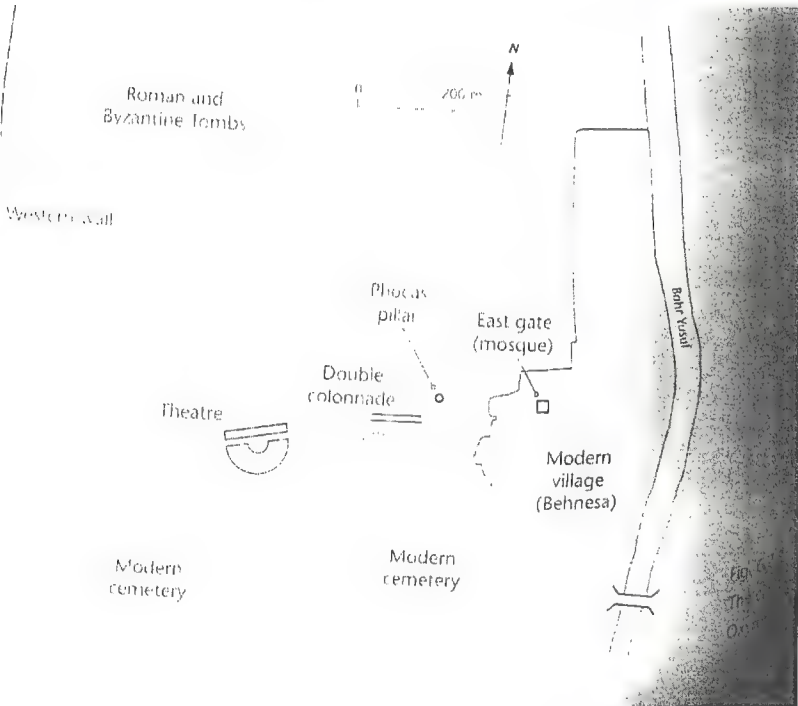 N
0
200 m
Roman and
Byzantine Tombs
Western wall
Bahr Yusuf
Phocas
pillar
East gate
(mosque)
Double
colonnade
Theatre
Modern
village
(Behnesa)
Modern
cemetery
Modern
cemetery
Fig.